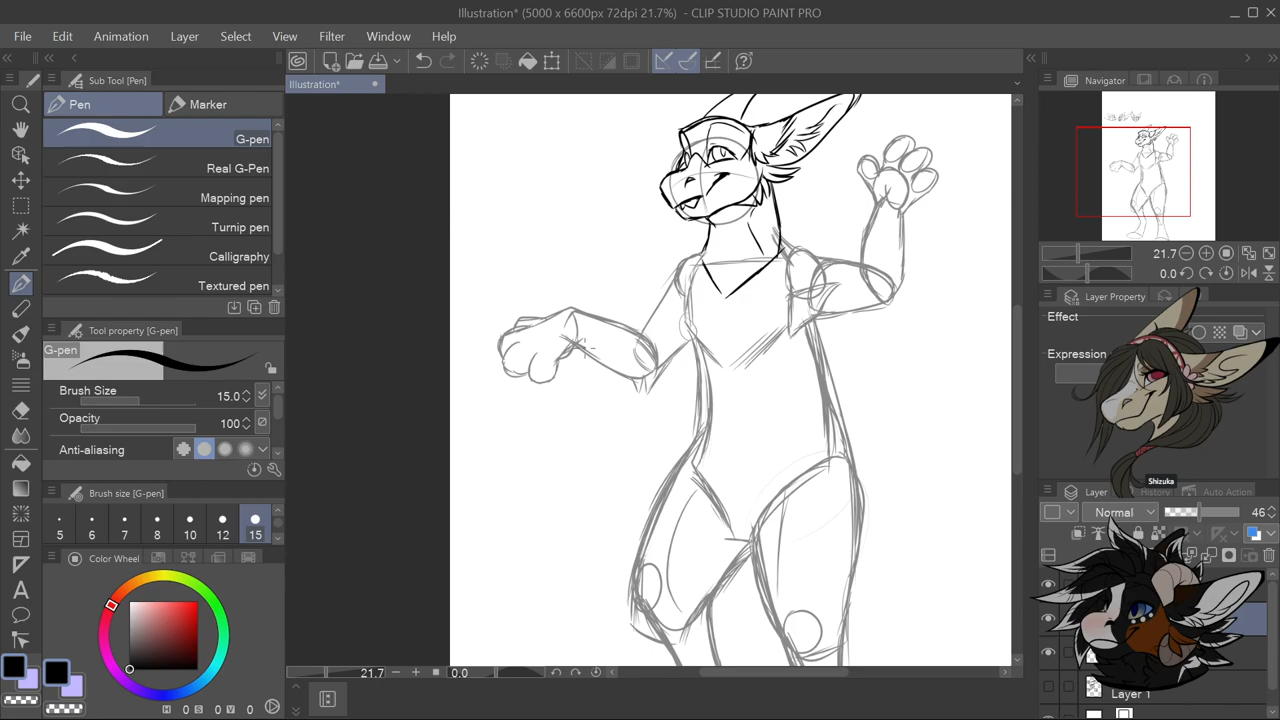 Illustration* (5000 x 6600px 72dpi 21.7%) - CLIP STUDIO PAINT PRO
File Edit Animation Layer Select View Filter Window Help
Sub Tool [Pen]
Pen Marker
G-pen
Real G-Pen
Mapping pen
Turnip pen
Calligraphy
Textured pen
Tool property [G-pen]
G-pen
Brush Size 15.0
Opacity 100
Anti-aliasing
Brush size [G-pen]
5 6 7 8 10 12 15
Color Wheel
H 0 S 0 V 0
Illustration*
21.7 0.0
Navigator
21.7
0.0
Layer Property
Effect
Expression
Shizuka
Layer History Auto Action
Normal 46
Layer 1